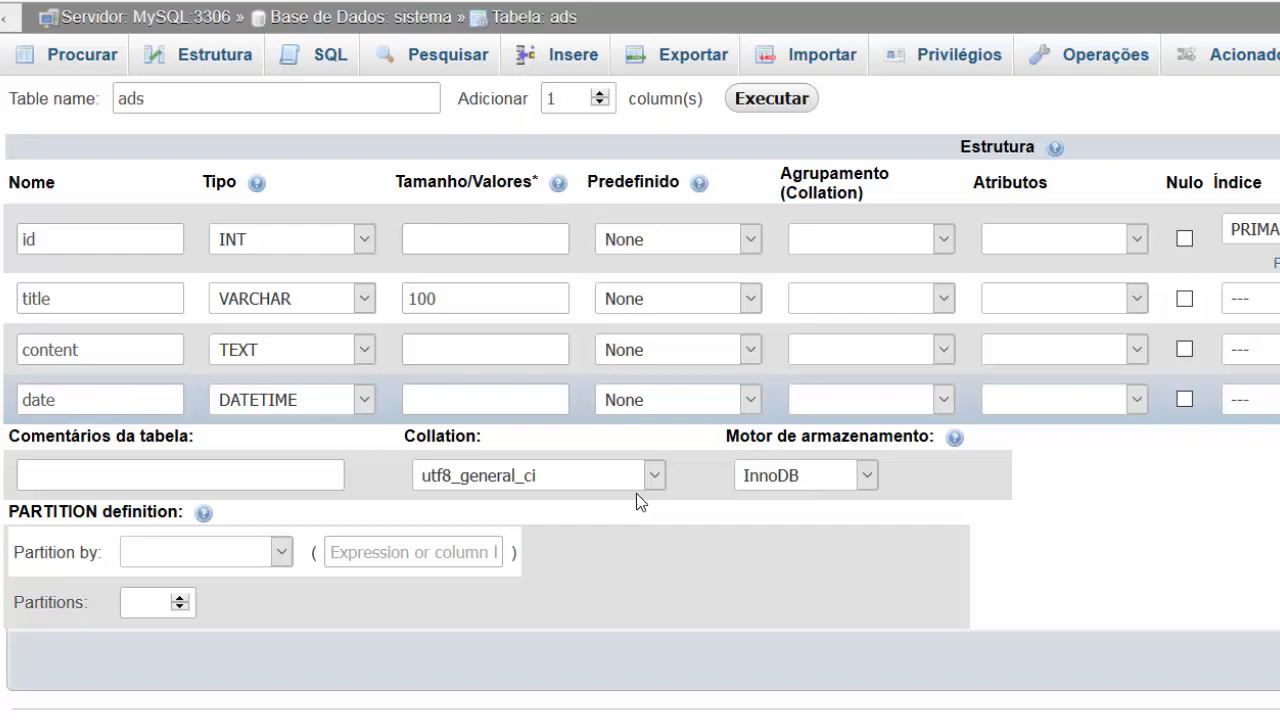 Servidor: MySQL:3306 » Base de Dados: sistema » Tabela: ads
Procurar Estrutura SQL Pesquisar Insere Exportar Importar Privilégios Operações Acionado
Table name: ads Adicionar 1 column(s) Executar
Estrutura
Nome Tipo Tamanho/Valores* Predefinido Agrupamento (Collation) Atributos Nulo Índice
id INT None PRIMA
title VARCHAR 100 None ---
content TEXT None ---
date DATETIME None ---
Comentários da tabela: Collation: Motor de armazenamento:
utf8_general_ci InnoDB
PARTITION definition:
Partition by: ( Expression or column l )
Partitions: